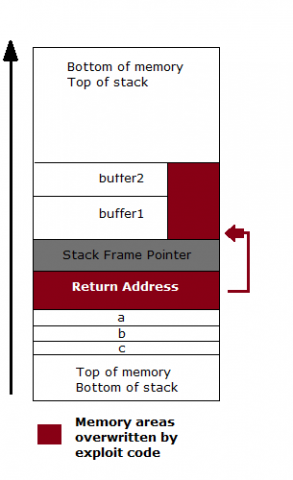 Bottom of memory
Top of stack
buffer2
buffer1
Stack Frame Pointer
Return Address
a
b
c
Top of memory
Bottom of stack
Memory areas
overwritten by
exploit code